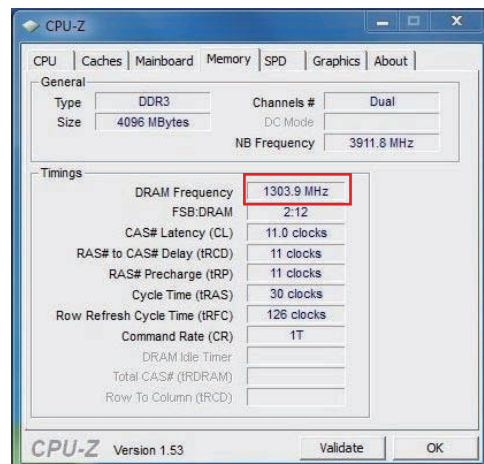 CPU-Z
CPU Caches Mainboard Memory SPD Graphics About
General
Type DDR3 Channels # Dual
Size 4096 MBytes DC Mode
NB Frequency 3911.8 MHz
Timings
DRAM Frequency 1303.9 MHz
FSB:DRAM 2:12
CAS# Latency (CL) 11.0 clocks
RAS# to CAS# Delay (tRCD) 11 clocks
RAS# Precharge (tRP) 11 clocks
Cycle Time (tRAS) 30 clocks
Row Refresh Cycle Time (tRFC) 126 clocks
Command Rate (CR) 1T
DRAM Idle Timer
Total CAS# (tRDRAM)
Row To Column (tRCD)
CPU-Z Version 1.53 Validate OK